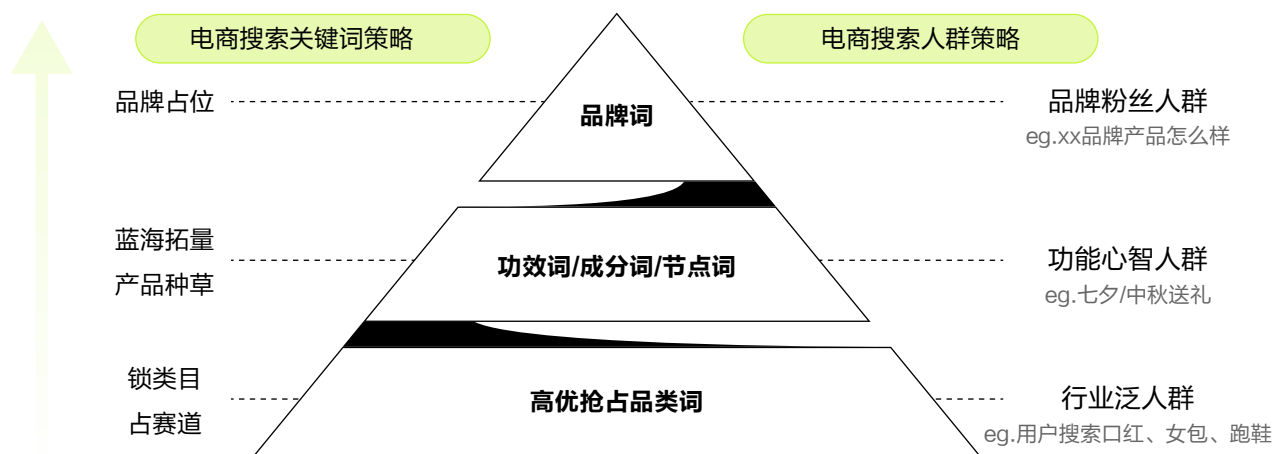 电商搜索关键词策略
电商搜索人群策略
品牌占位
品牌词
品牌粉丝人群
eg.xx品牌产品怎么样
蓝海拓量
产品种草
功效词/成分词/节点词
功能心智人群
eg.七夕/中秋送礼
锁类目
占赛道
高优抢占品类词
行业泛人群
eg.用户搜索口红、女包、跑鞋